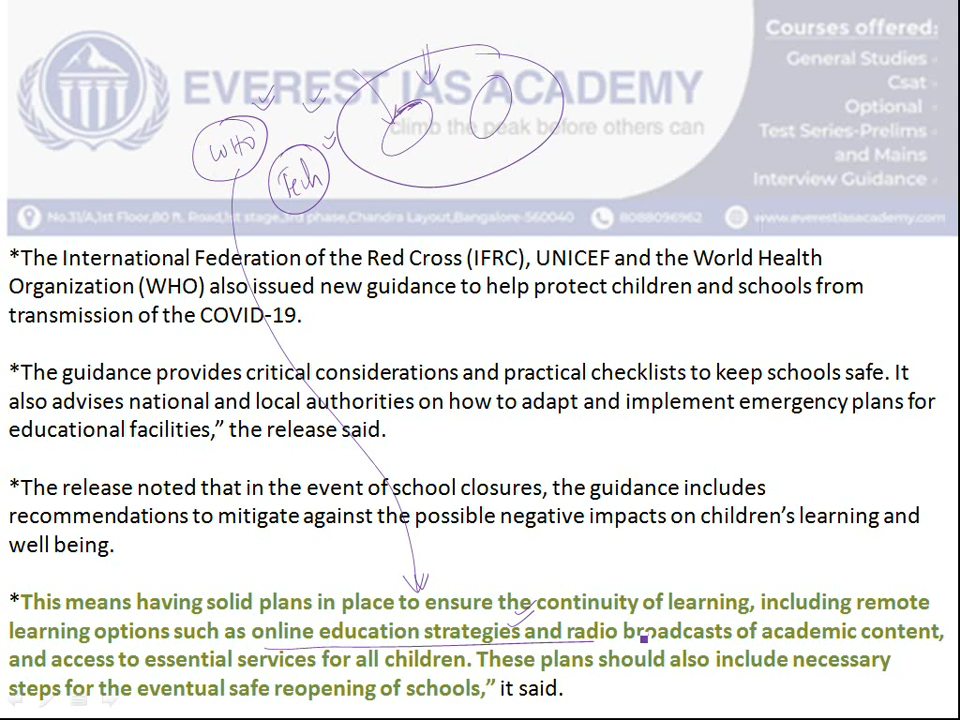 Courses offered:
General Studies
Csat
Optional
Test Series-Prelims
and Mains
Interview Guidance
EVEREST IAS ACADEMY
climb the peak before others can
WHO
Tech
No.31/A,1st Floor,80 ft. Road,1st stage, phase,Chandra Layout,Bangalore-560040
8088096962
www.everestiasacademy.com
*The International Federation of the Red Cross (IFRC), UNICEF and the World Health
Organization (WHO) also issued new guidance to help protect children and schools from
transmission of the COVID-19.
*The guidance provides critical considerations and practical checklists to keep schools safe. It
also advises national and local authorities on how to adapt and implement emergency plans for
educational facilities,” the release said.
*The release noted that in the event of school closures, the guidance includes
recommendations to mitigate against the possible negative impacts on children’s learning and
well being.
*This means having solid plans in place to ensure the continuity of learning, including remote
learning options such as online education strategies and radio broadcasts of academic content,
and access to essential services for all children. These plans should also include necessary
steps for the eventual safe reopening of schools,” it said.